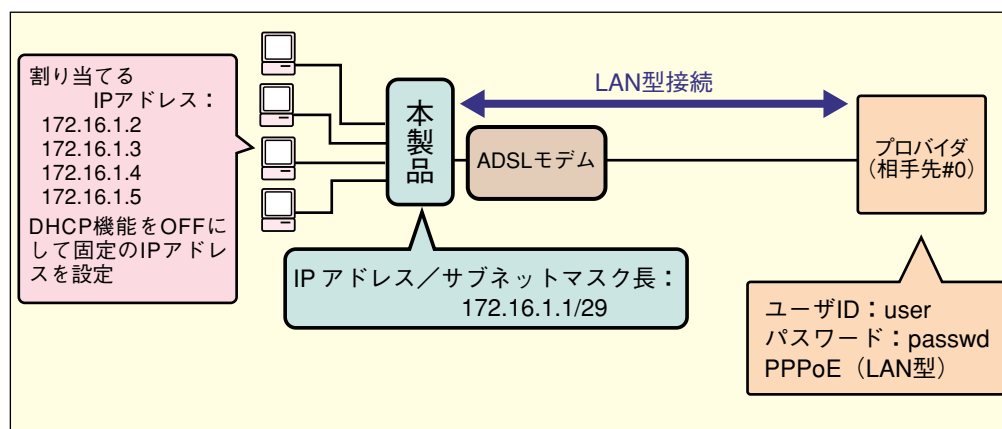 割り当てる
IPアドレス：
172.16.1.2
172.16.1.3
172.16.1.4
172.16.1.5
DHCP機能をOFFに
して固定のIPアドレ
スを設定
本製品
LAN型接続
ADSLモデム
プロバイダ
（相手先#0）
IP アドレス／サブネットマスク長：
172.16.1.1/29
ユーザID：user
パスワード：passwd
PPPoE（LAN型）